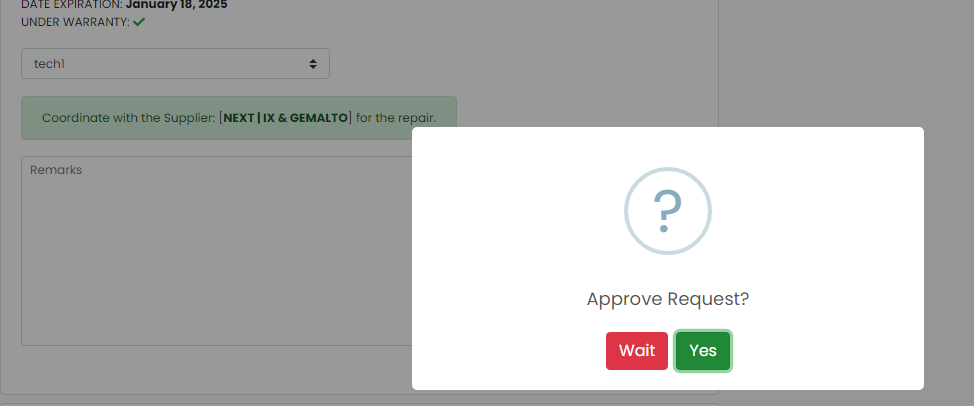 DATE EXPIRATION: January 18, 2025
UNDER WARRANTY:
tech1
Coordinate with the Supplier: [NEXT | IX & GEMALTO] for the repair.
Remarks
?
Approve Request?
Wait Yes